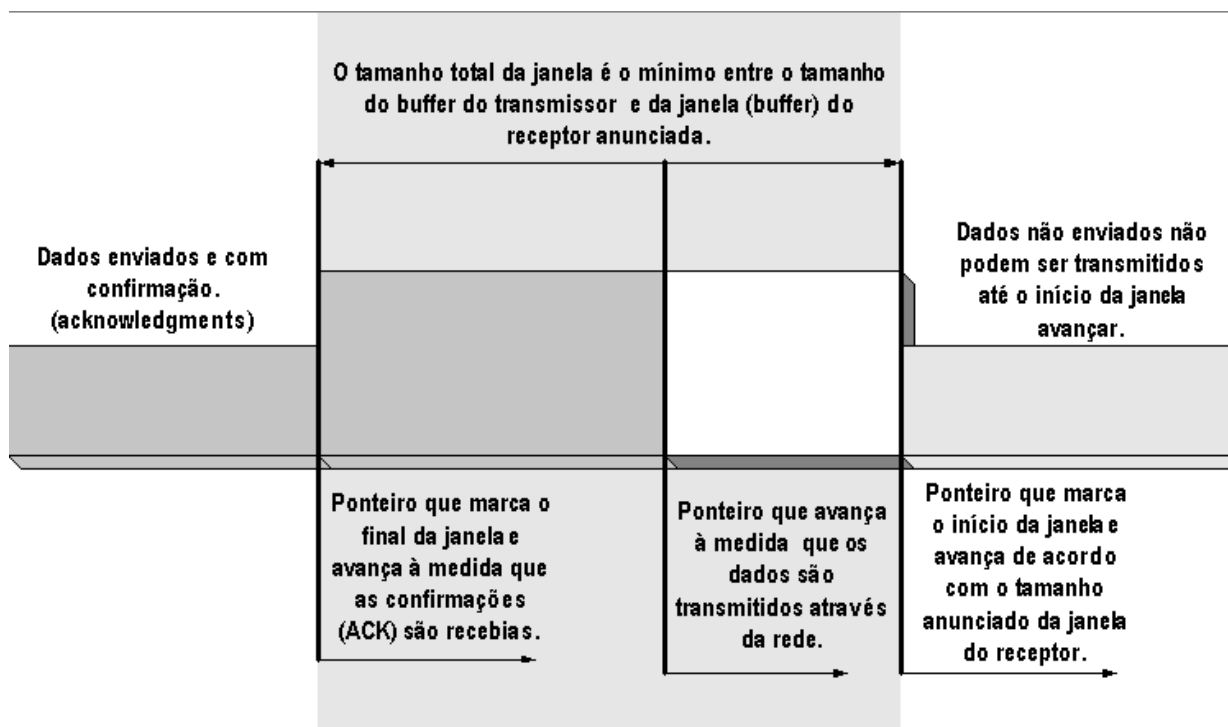 O tamanho total da janela é o mínimo entre o tamanho
do buffer do transmissor e da janela (buffer) do
receptor anunciada.
Dados enviados e com
confirmação.
(acknowledgments)
Dados não enviados não
podem ser transmitidos
até o início da janela
avançar.
Ponteiro que marca o
final da janela e
avança à medida que
as confirmações
(ACK) são recebias.
Ponteiro que avança
à medida que os
dados são
transmitidos através
da rede.
Ponteiro que marca
o início da janela e
avança de acordo
com o tamanho
anunciado da janela
do receptor.